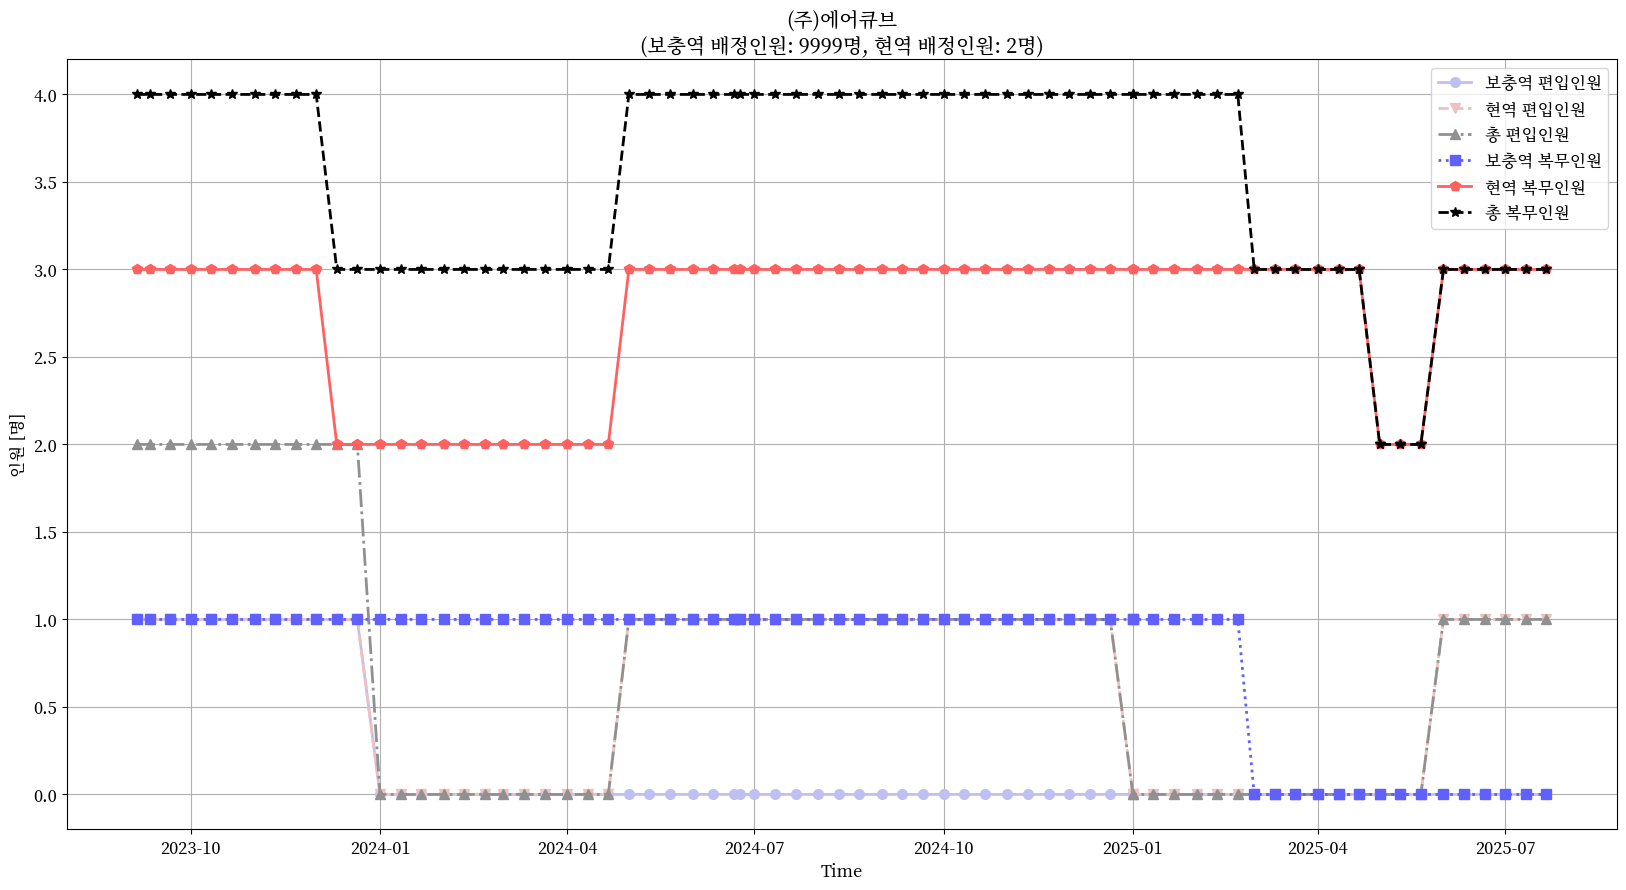 (주)에어큐브
(보충역 배정인원: 9999명, 현역 배정인원: 2명)
보충역 편입인원
현역 편입인원
총 편입인원
보충역 복무인원
현역 복무인원
총 복무인원
인원 [명]
4.0
3.5
3.0
2.5
2.0
1.5
1.0
0.5
0.0
2023-10
2024-01
2024-04
2024-07
2024-10
2025-01
2025-04
2025-07
Time